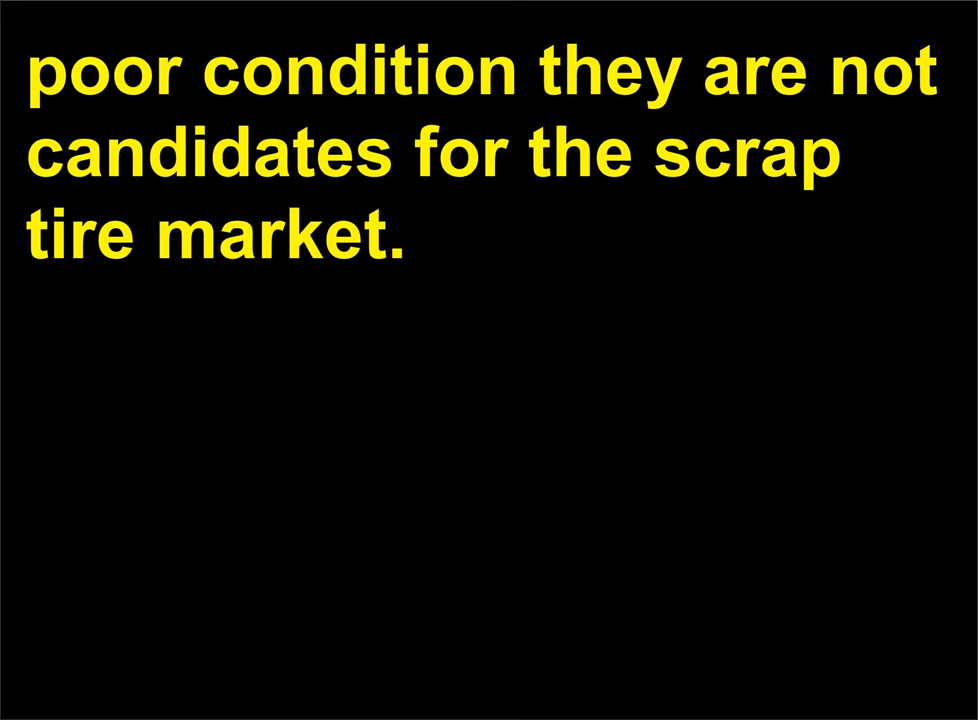 poor condition they are not
candidates for the scrap
tire market.